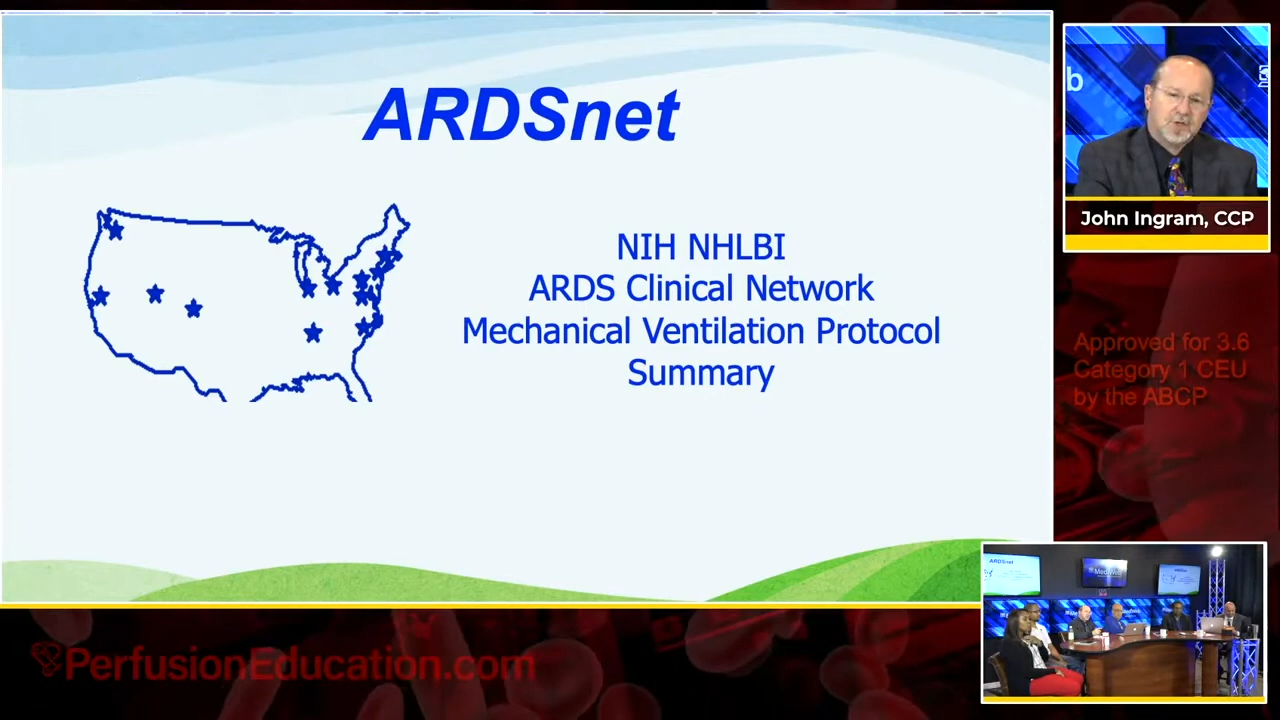 ARDSnet
NIH NHLBI
ARDS Clinical Network
Mechanical Ventilation Protocol
Summary
b
John Ingram, CCP
Approved for 3.6
Category 1 CEU
by the ABCP
ARDSnet
PerfusionEducation.com